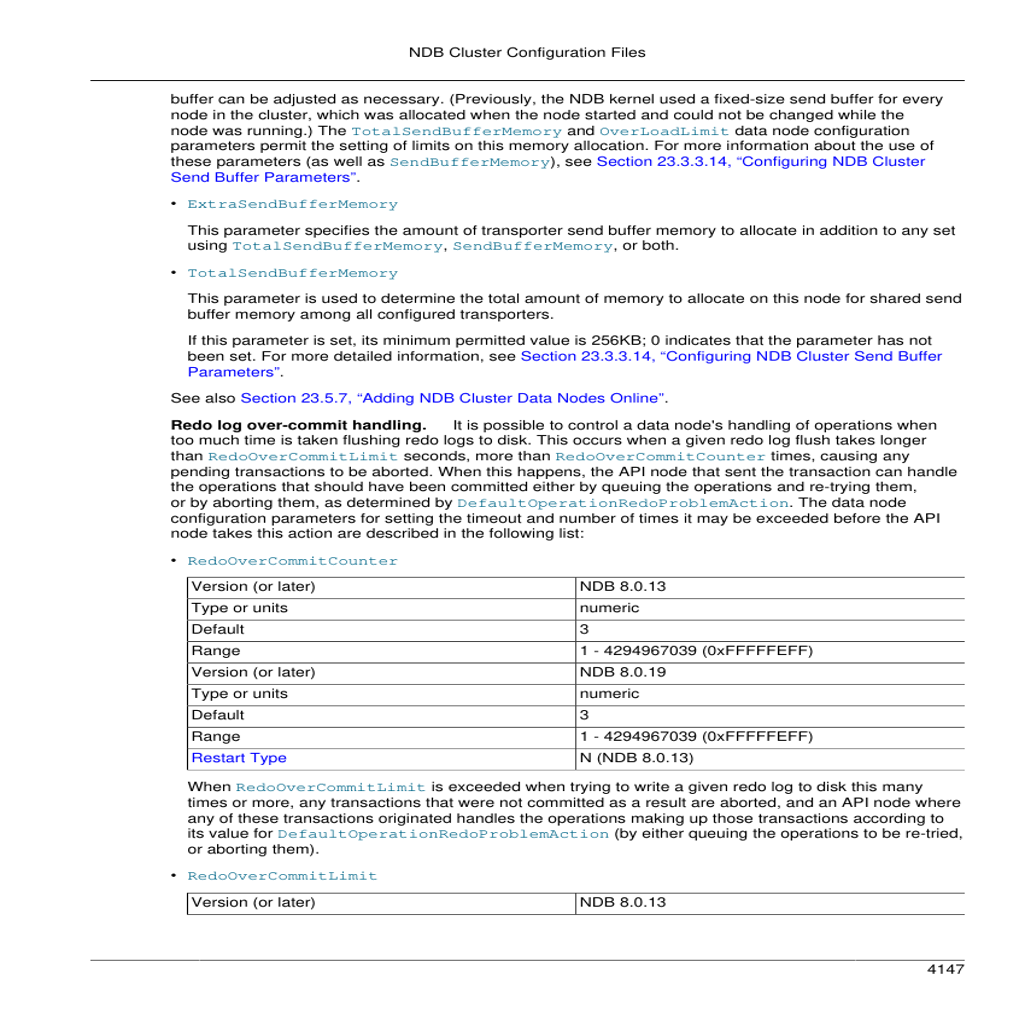 NDB Cluster Configuration Files
buffer can be adjusted as necessary. (Previously, the NDB kernel used a fixed-size send buffer for every
node in the cluster, which was allocated when the node started and could not be changed while the
node was running.) The TotalSendBufferMemory and OverLoadLimit data node configuration
parameters permit the setting of limits on this memory allocation. For more information about the use of
these parameters (as well as SendBufferMemory), see Section 23.3.3.14, “Configuring NDB Cluster
Send Buffer Parameters”.
• ExtraSendBufferMemory
This parameter specifies the amount of transporter send buffer memory to allocate in addition to any set
using TotalSendBufferMemory, SendBufferMemory, or both.
• TotalSendBufferMemory
This parameter is used to determine the total amount of memory to allocate on this node for shared send
buffer memory among all configured transporters.
If this parameter is set, its minimum permitted value is 256KB; 0 indicates that the parameter has not
been set. For more detailed information, see Section 23.3.3.14, “Configuring NDB Cluster Send Buffer
Parameters”.
See also Section 23.5.7, “Adding NDB Cluster Data Nodes Online”.
Redo log over-commit handling. It is possible to control a data node's handling of operations when
too much time is taken flushing redo logs to disk. This occurs when a given redo log flush takes longer
than RedoOverCommitLimit seconds, more than RedoOverCommitCounter times, causing any
pending transactions to be aborted. When this happens, the API node that sent the transaction can handle
the operations that should have been committed either by queuing the operations and re-trying them,
or by aborting them, as determined by DefaultOperationRedoProblemAction. The data node
configuration parameters for setting the timeout and number of times it may be exceeded before the API
node takes this action are described in the following list:
• RedoOverCommitCounter
Version (or later) NDB 8.0.13
Type or units numeric
Default 3
Range 1 - 4294967039 (0xFFFFFEFF)
Version (or later) NDB 8.0.19
Type or units numeric
Default 3
Range 1 - 4294967039 (0xFFFFFEFF)
Restart Type N (NDB 8.0.13)
When RedoOverCommitLimit is exceeded when trying to write a given redo log to disk this many
times or more, any transactions that were not committed as a result are aborted, and an API node where
any of these transactions originated handles the operations making up those transactions according to
its value for DefaultOperationRedoProblemAction (by either queuing the operations to be re-tried,
or aborting them).
• RedoOverCommitLimit
Version (or later) NDB 8.0.13
4147